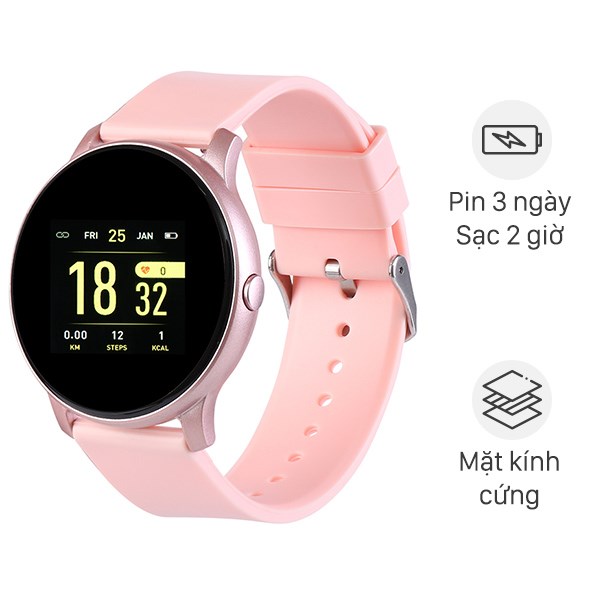 FRI 25 JAN
0
18 32
0.00 12 1
KM STEPS KCAL
Pin 3 ngày
Sạc 2 giờ
Mặt kính
cứng